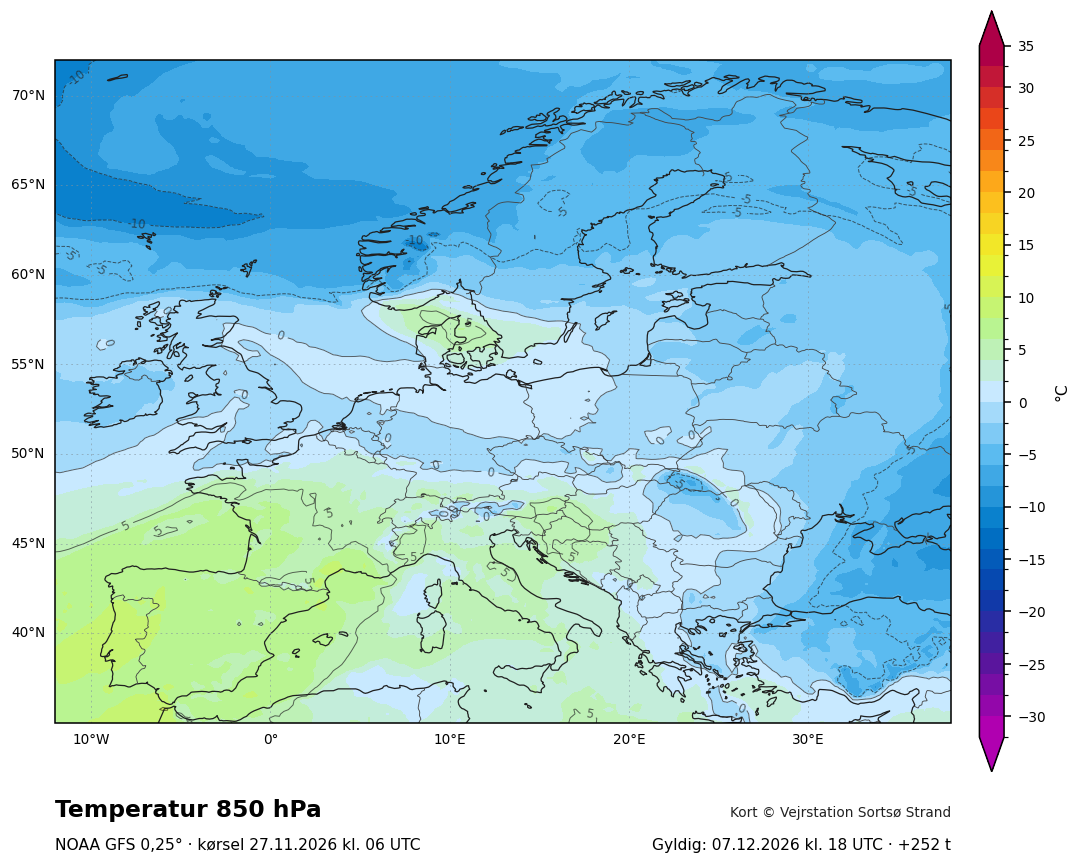 35
30
25
20
15
10
5
0
−5
−10
−15
−20
−25
−30
°C
70°N
65°N
60°N
55°N
50°N
45°N
40°N
10°W
0°
10°E
20°E
30°E
Temperatur 850 hPa
Kort © Vejrstation Sortsø Strand
NOAA GFS 0,25° · kørsel 27.11.2026 kl. 06 UTC
Gyldig: 07.12.2026 kl. 18 UTC · +252 t